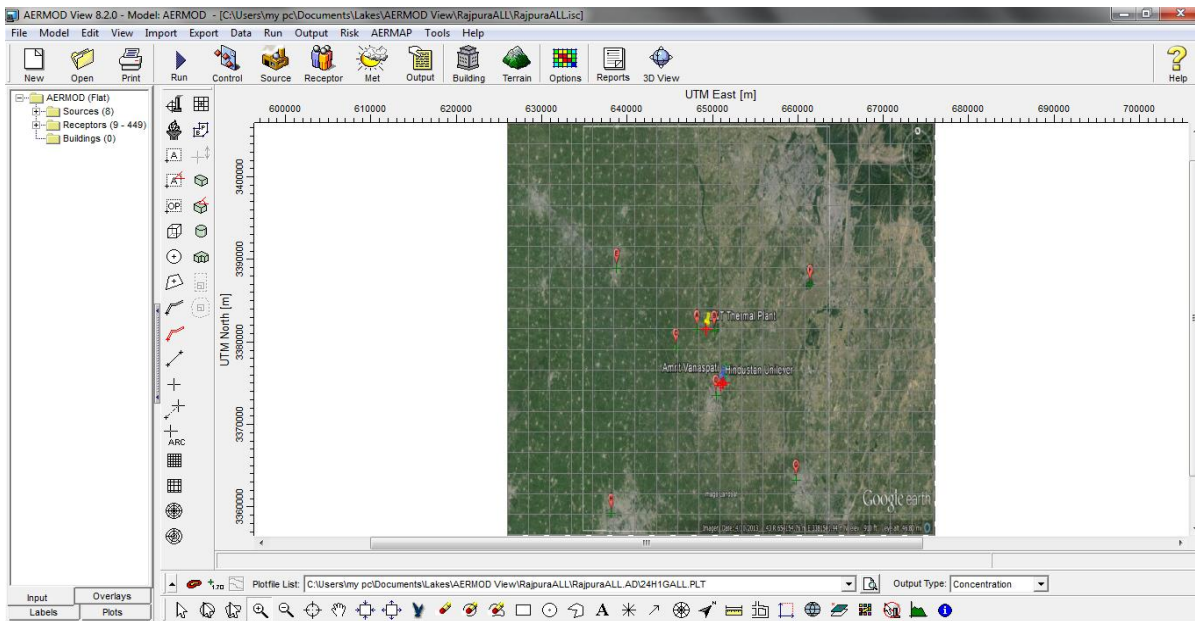 AERMOD View 8.2.0 - Model: AERMOD - [C:\Users\my pc\Documents\Lakes\AERMOD View\RajpuraALL\RajpuraALL.isc]
File Model Edit View Import Export Data Run Output Risk AERMAP Tools Help
New Open Print Run Control Source Receptor Met Output Building Terrain Options Reports 3D View Help
AERMOD (Flat)
Sources (8)
Receptors (9 - 449)
Buildings (0)
UTM East [m]
600000 610000 620000 630000 640000 650000 660000 670000 680000 690000 700000
UTM North [m]
3400000
3390000
3380000
3370000
3360000
Thermal Plant
Amrit Vanaspati Hindustan Unilever
Google earth
A
A
OP
ARC
Plotfile List: C:\Users\my pc\Documents\Lakes\AERMOD View\RajpuraALL\RajpuraALL.AD\24H1GALL.PLT Output Type: Concentration
Input Overlays
Labels Plots
A